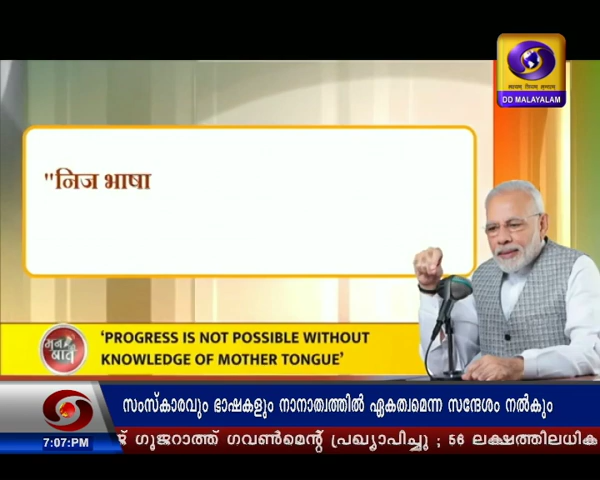 DD MALAYALAM
"निज भाषा
मन की बात
'PROGRESS IS NOT POSSIBLE WITHOUT
KNOWLEDGE OF MOTHER TONGUE'
സംസ്കാരവും ഭാഷകളും നാനാത്വത്തിൽ ഏകത്വമെന്ന സന്ദേശം നൽകും
7:07:PM
ഗുജറാത്ത് ഗവൺമെന്റ് പ്രഖ്യാപിച്ചു ; 56 ലക്ഷത്തിലധിക